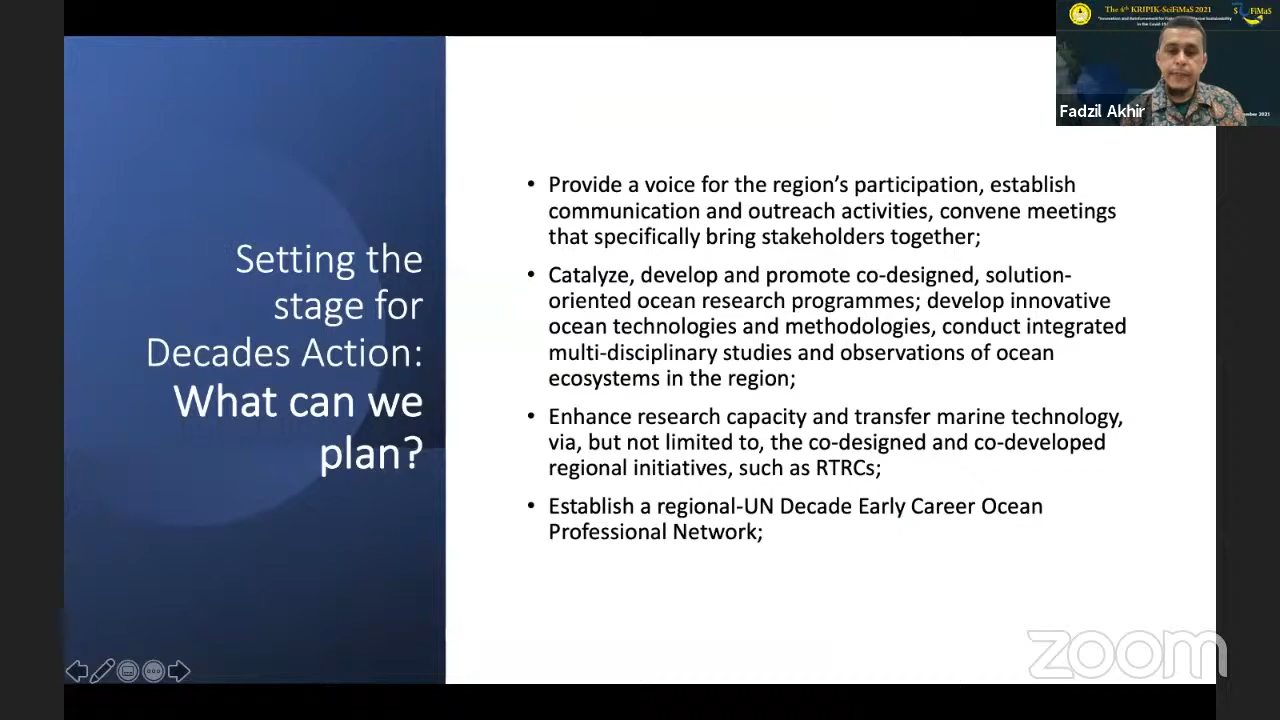 The 4th KRIPIK-SciFiMaS 2021
FiMaS
Fadzil Akhir
Setting the
stage for
Decades Action:
What can we
plan?
• Provide a voice for the region’s participation, establish
communication and outreach activities, convene meetings
that specifically bring stakeholders together;
• Catalyze, develop and promote co-designed, solution-
oriented ocean research programmes; develop innovative
ocean technologies and methodologies, conduct integrated
multi-disciplinary studies and observations of ocean
ecosystems in the region;
• Enhance research capacity and transfer marine technology,
via, but not limited to, the co-designed and co-developed
regional initiatives, such as RTRCs;
• Establish a regional-UN Decade Early Career Ocean
Professional Network;
zoom